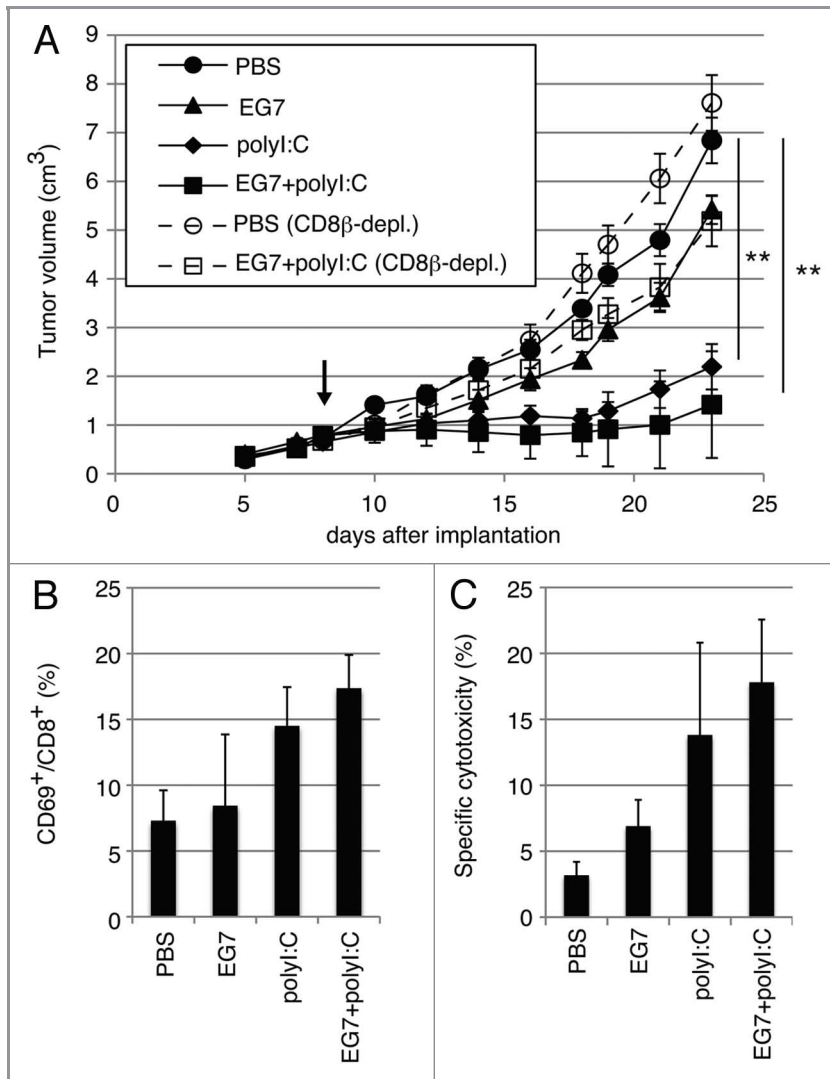 A
Tumor volume (cm³)
9
8
7
6
5
4
3
2
1
0
PBS
EG7
polyI:C
EG7+polyI:C
PBS (CD8β-depl.)
EG7+polyI:C (CD8β-depl.)
**
**
0
5
10
15
20
25
days after implantation
B
CD69⁺/CD8⁺ (%)
25
20
15
10
5
0
PBS
EG7
polyI:C
EG7+polyI:C
C
Specific cytotoxicity (%)
25
20
15
10
5
0
PBS
EG7
polyI:C
EG7+polyI:C